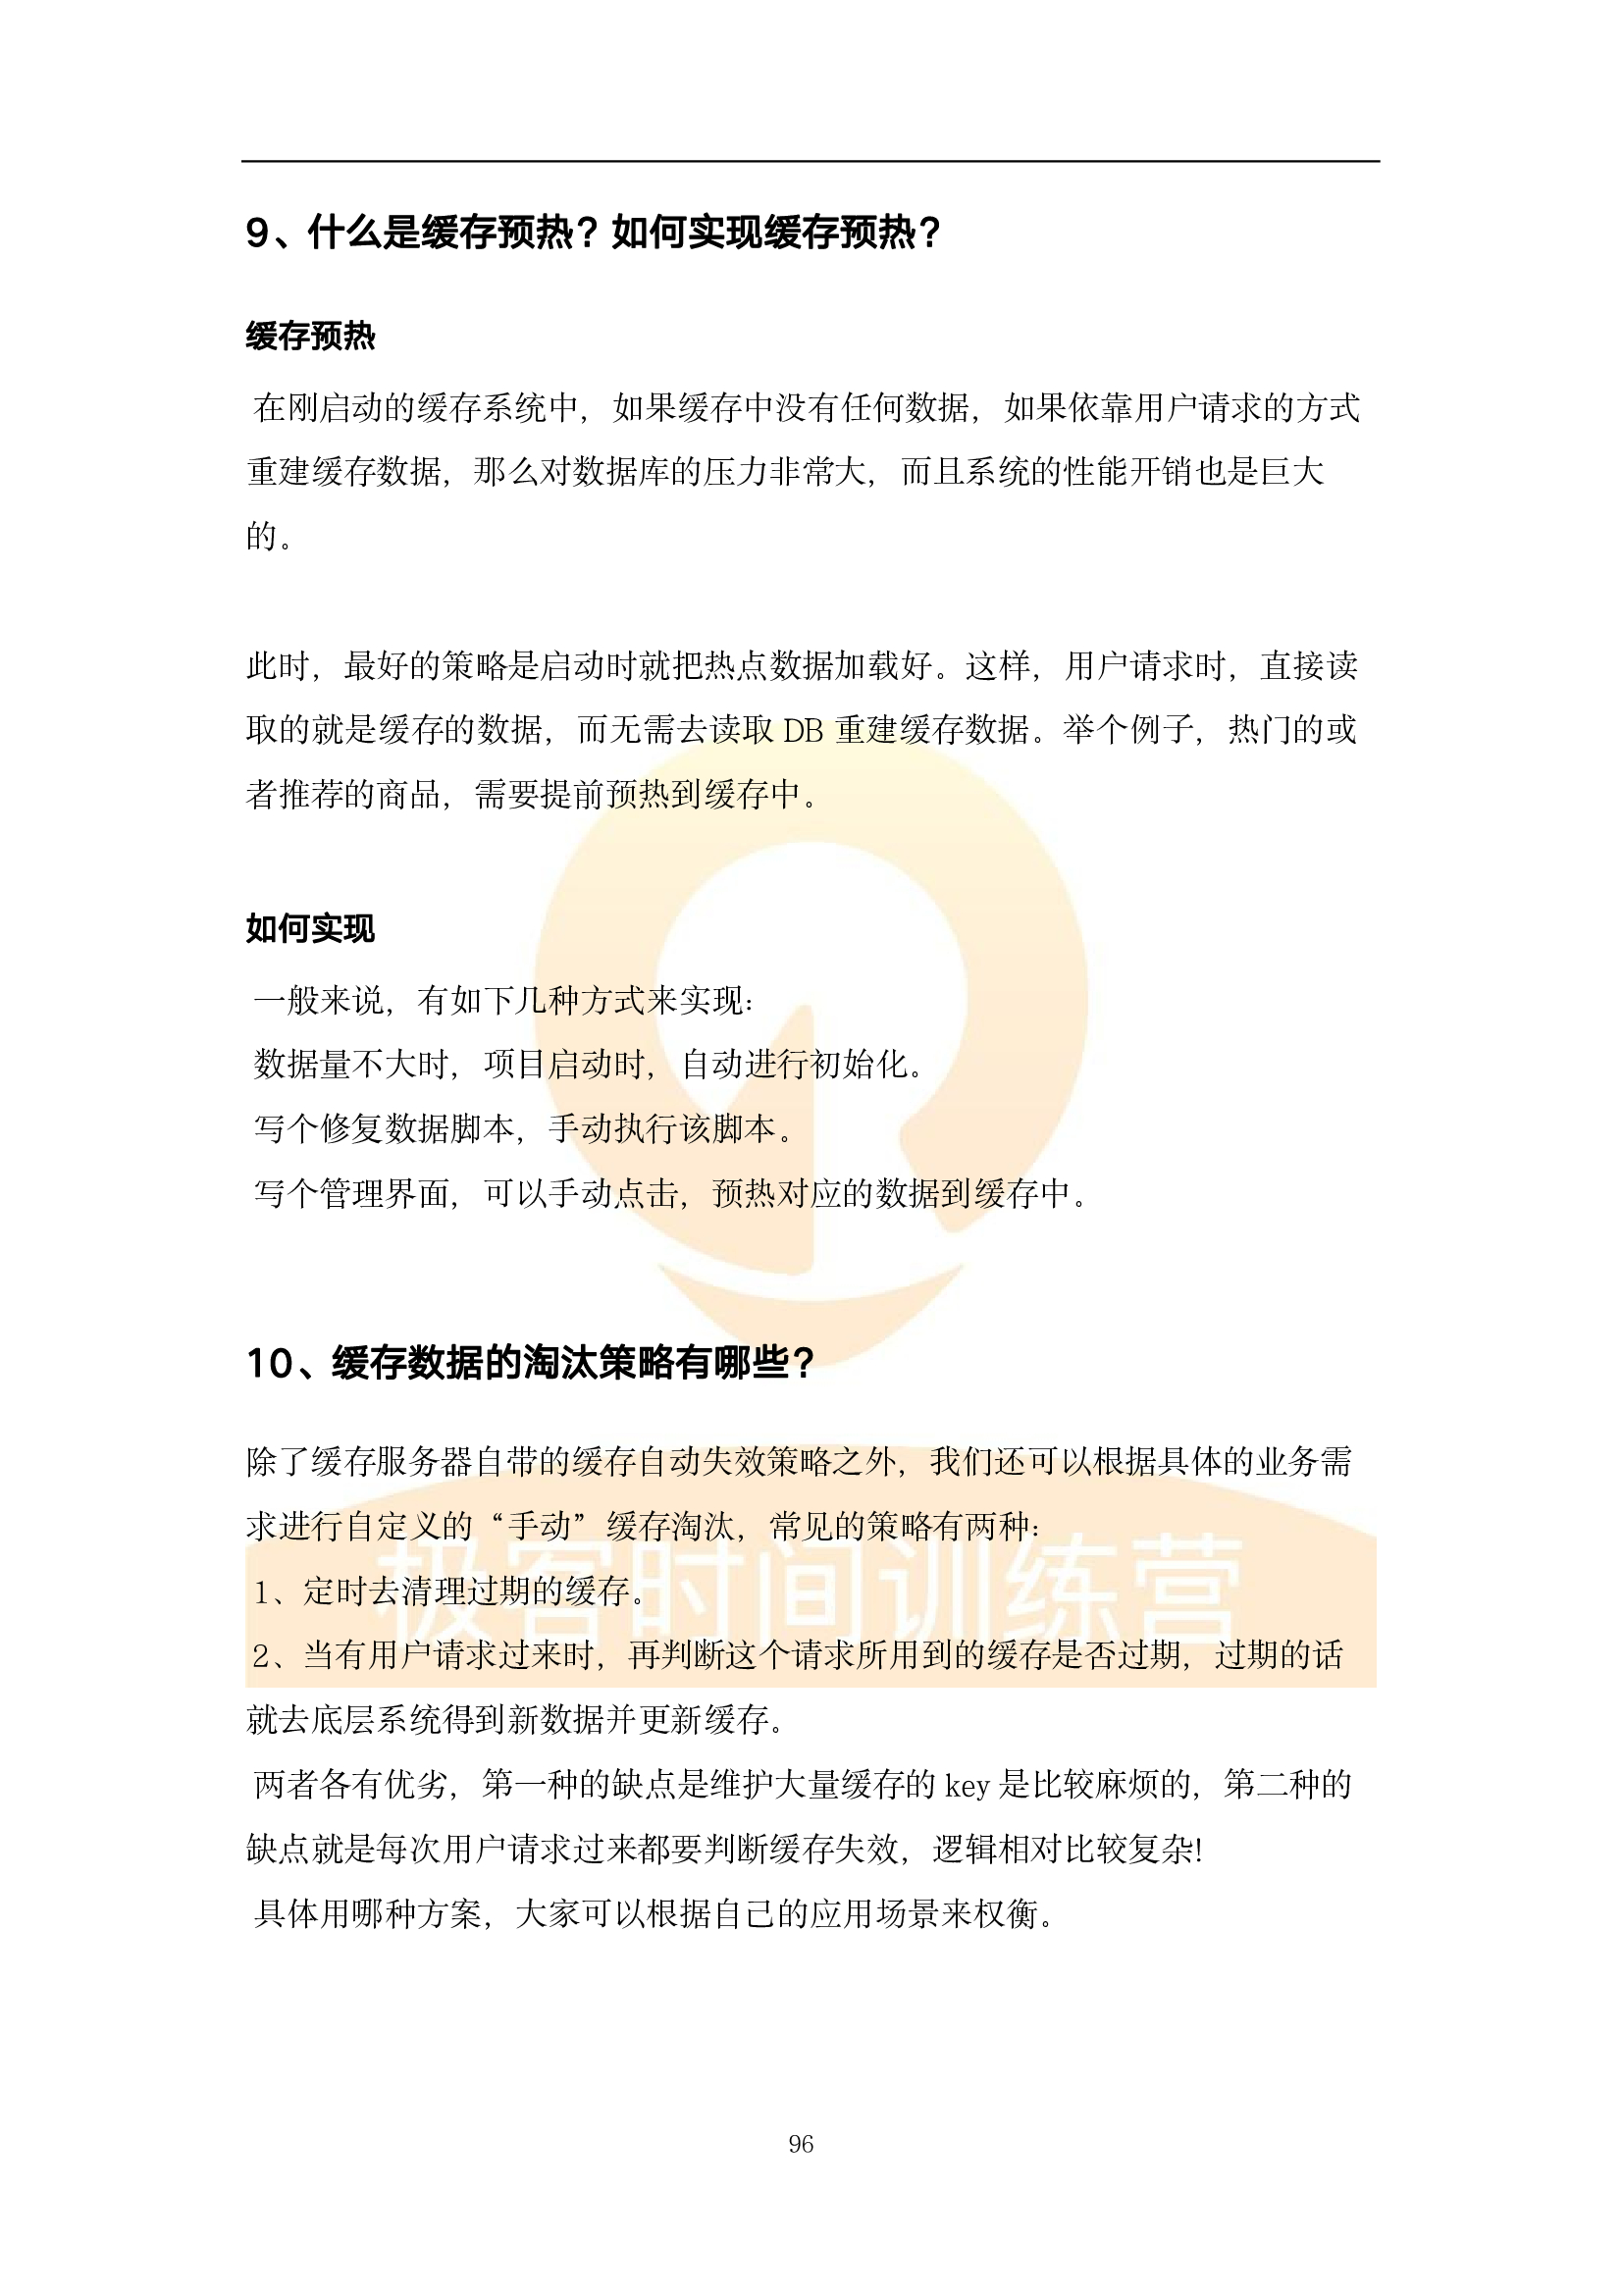 9、什么是缓存预热？如何实现缓存预热？
缓存预热
在刚启动的缓存系统中，如果缓存中没有任何数据，如果依靠用户请求的方式
重建缓存数据，那么对数据库的压力非常大，而且系统的性能开销也是巨大
的。
此时，最好的策略是启动时就把热点数据加载好。这样，用户请求时，直接读
取的就是缓存的数据，而无需去读取 DB 重建缓存数据。举个例子，热门的或
者推荐的商品，需要提前预热到缓存中。
如何实现
一般来说，有如下几种方式来实现：
数据量不大时，项目启动时，自动进行初始化。
写个修复数据脚本，手动执行该脚本。
写个管理界面，可以手动点击，预热对应的数据到缓存中。
10、缓存数据的淘汰策略有哪些？
除了缓存服务器自带的缓存自动失效策略之外，我们还可以根据具体的业务需
求进行自定义的“手动”缓存淘汰，常见的策略有两种：
极客时间训练营
1、定时去清理过期的缓存。
2、当有用户请求过来时，再判断这个请求所用到的缓存是否过期，过期的话
就去底层系统得到新数据并更新缓存。
两者各有优劣，第一种的缺点是维护大量缓存的 key 是比较麻烦的，第二种的
缺点就是每次用户请求过来都要判断缓存失效，逻辑相对比较复杂！
具体用哪种方案，大家可以根据自己的应用场景来权衡。
96